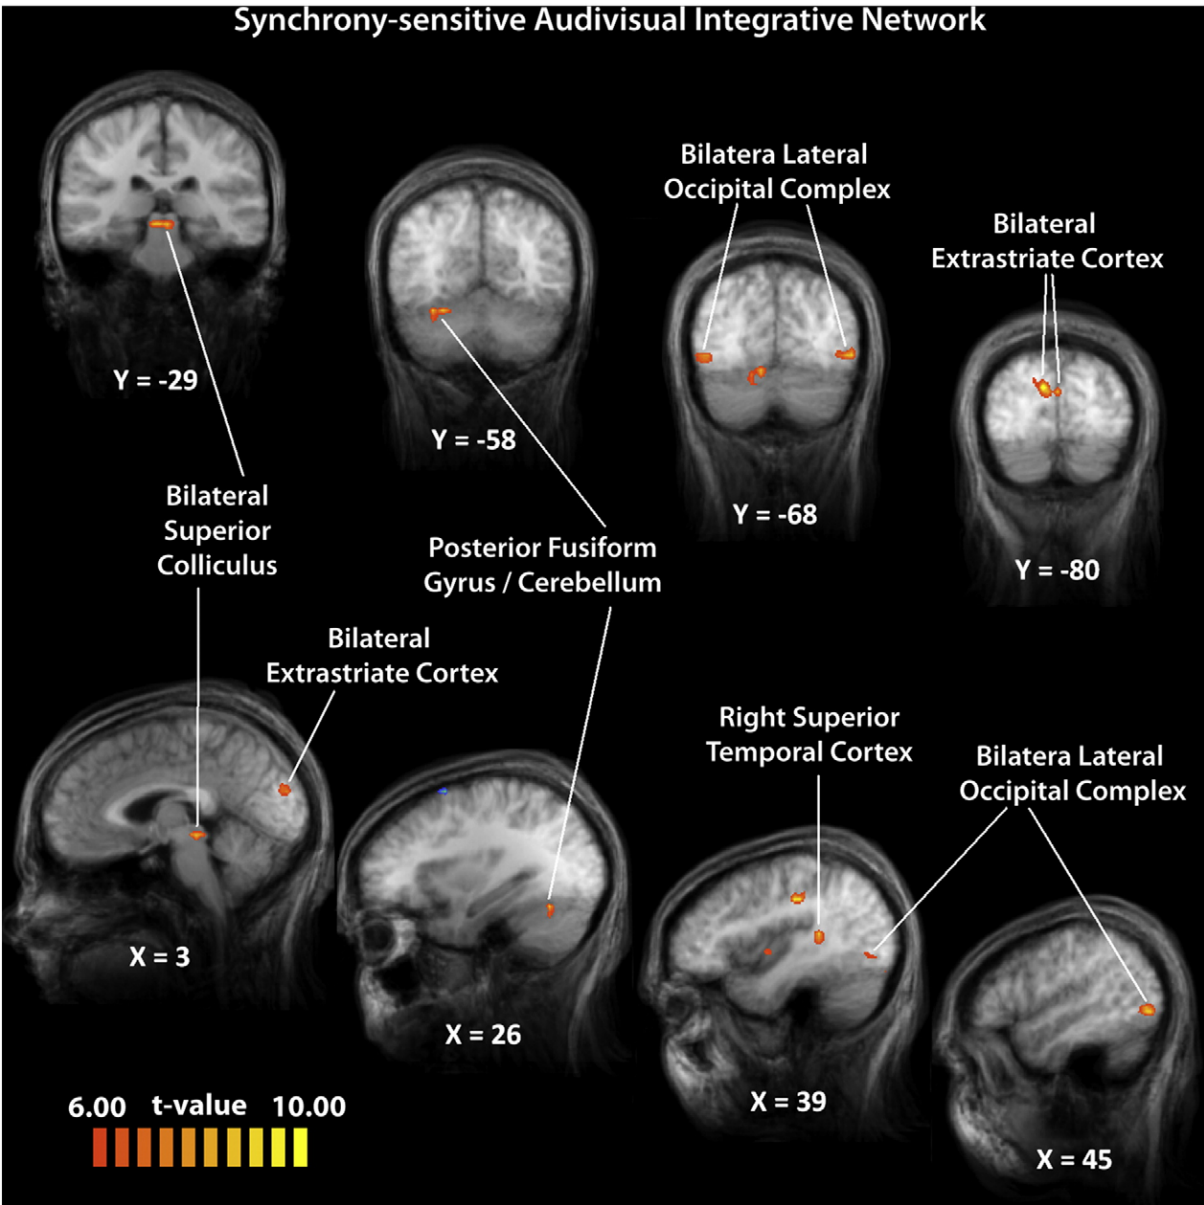 Synchrony-sensitive Audivisual Integrative Network
Bilatera Lateral
Occipital Complex
Bilateral
Extrastriate Cortex
Y = -29
Y = -58
Y = -68
Y = -80
Bilateral
Superior
Colliculus
Posterior Fusiform
Gyrus / Cerebellum
Bilateral
Extrastriate Cortex
Right Superior
Temporal Cortex
Bilatera Lateral
Occipital Complex
X = 3
X = 26
X = 39
X = 45
6.00 t-value 10.00